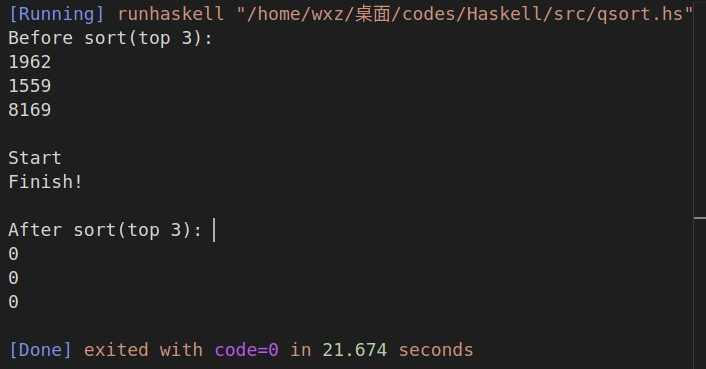 [Running] runhaskell "/home/wxz/桌面/codes/Haskell/src/qsort.hs"
Before sort(top 3):
1962
1559
8169
Start
Finish!
After sort(top 3):
0
0
0
[Done] exited with code=0 in 21.674 seconds